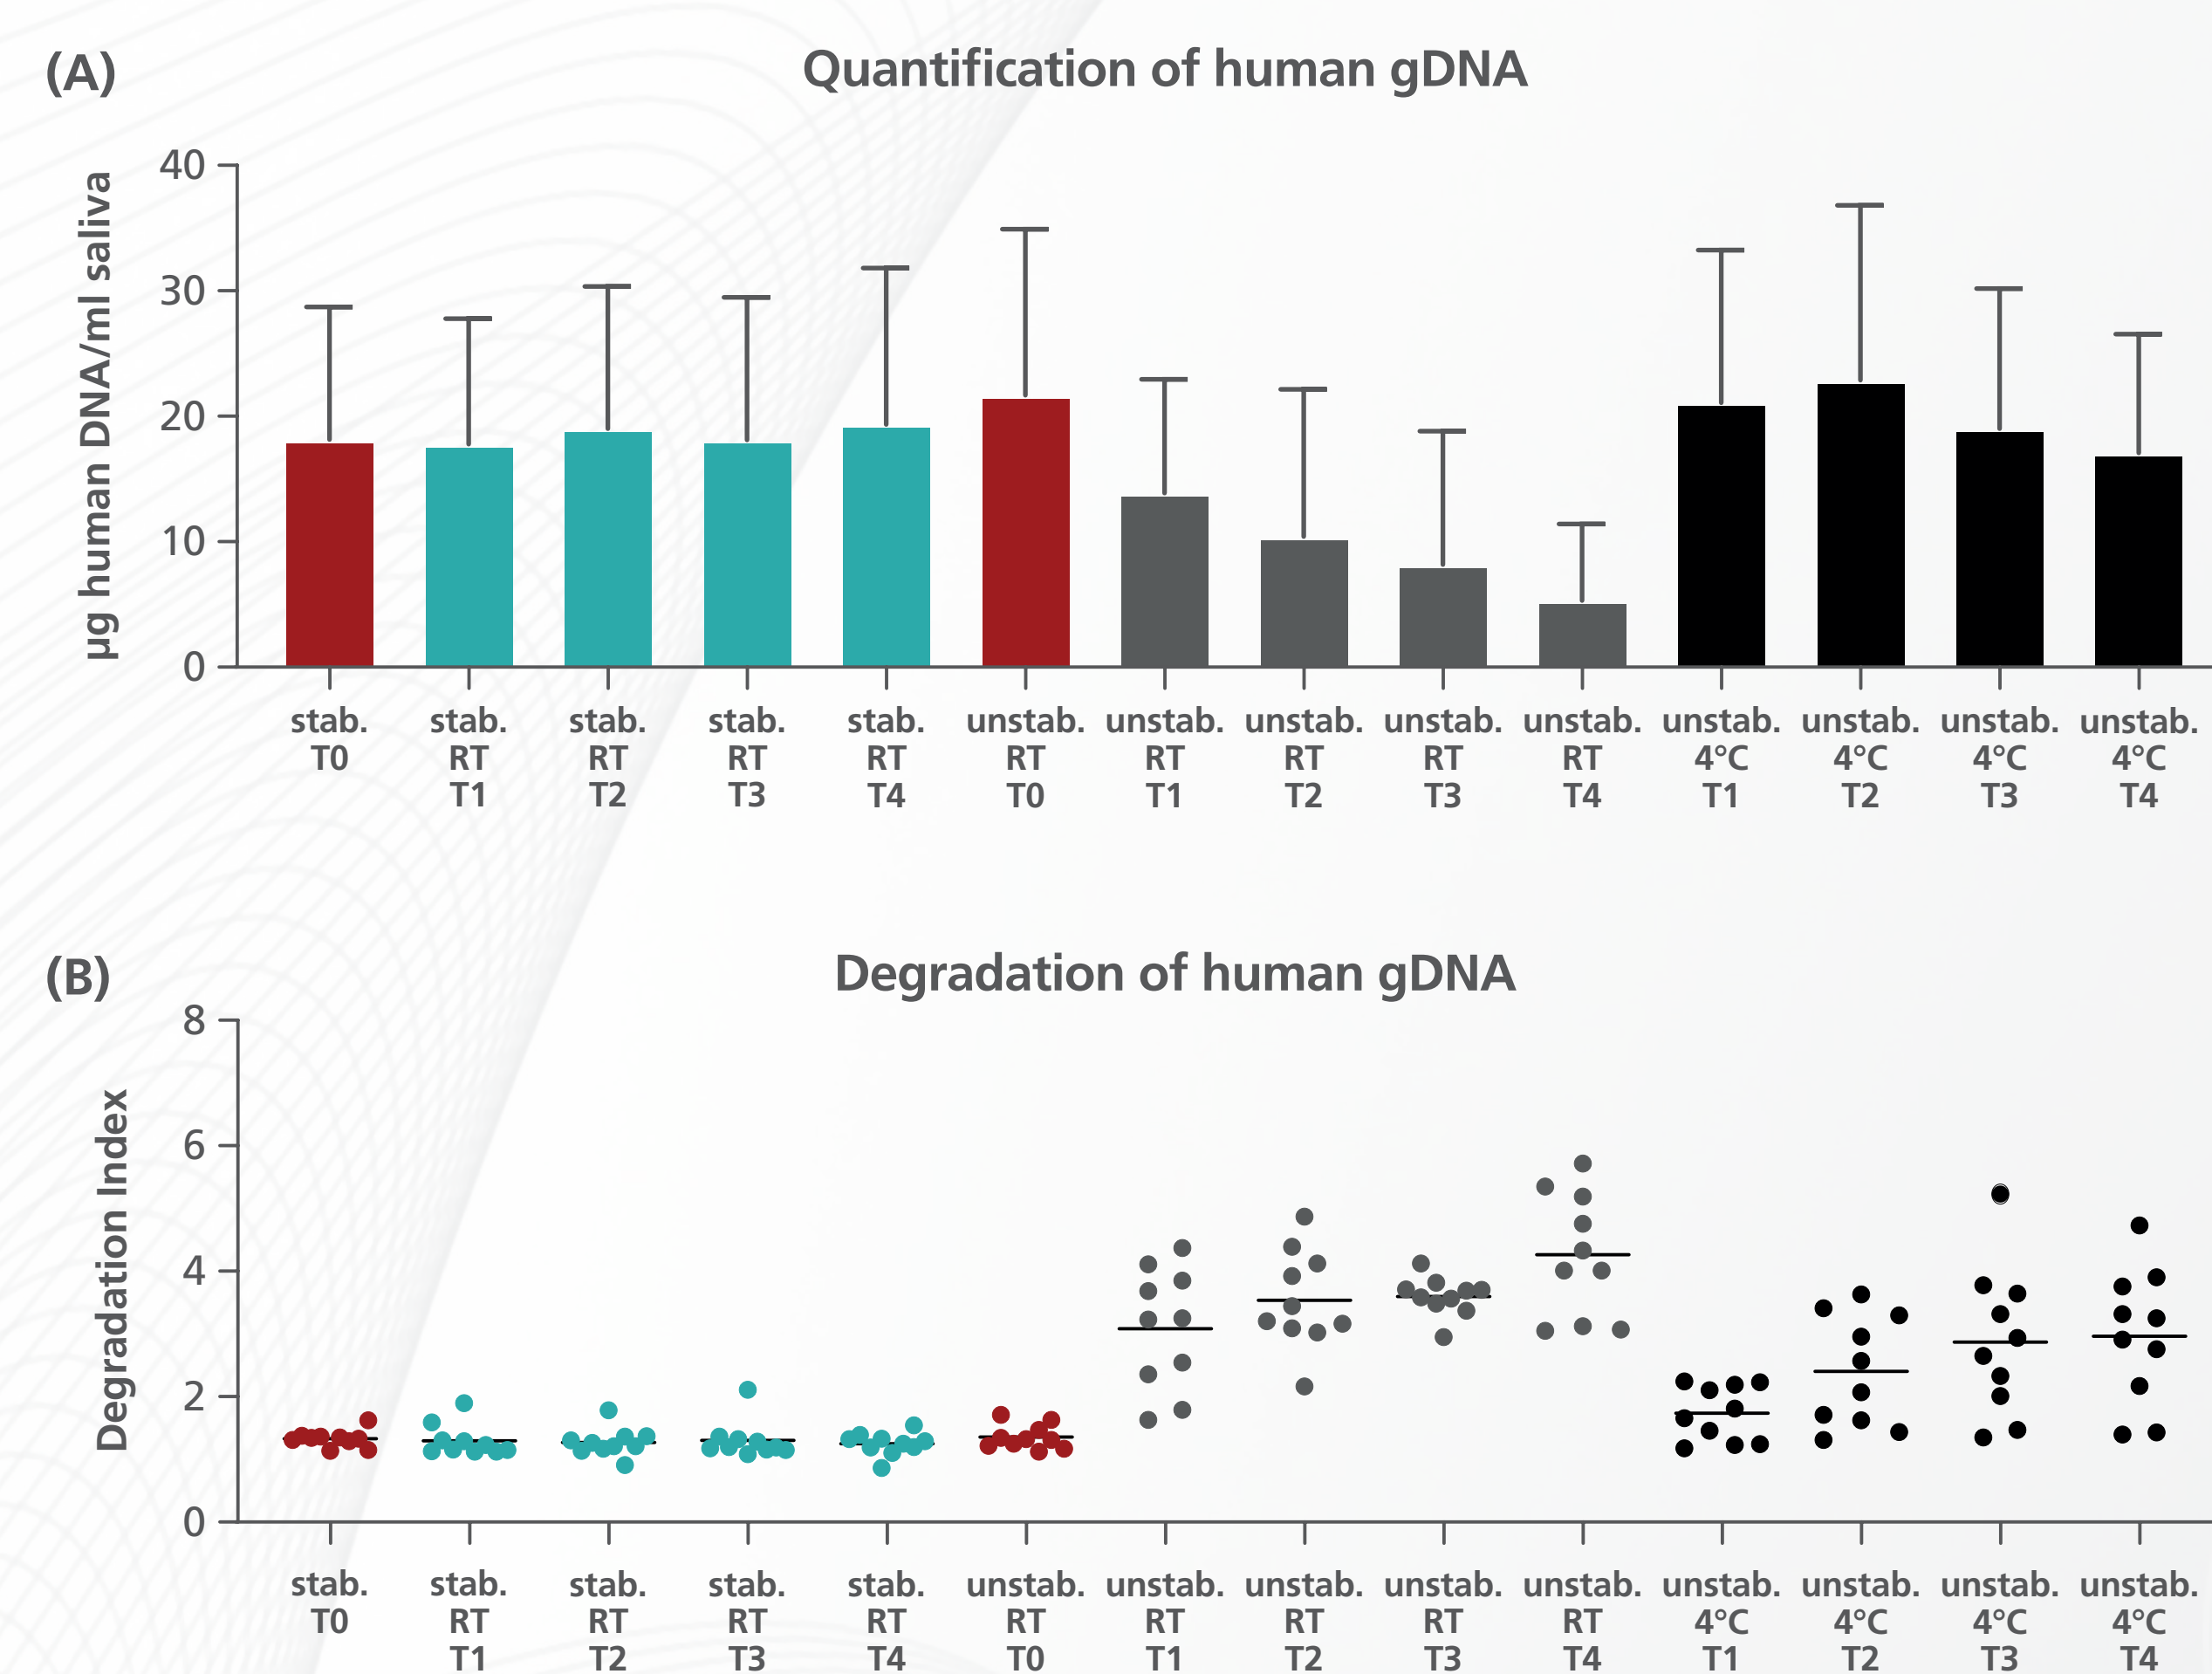 (A)
Quantification of human gDNA
µg human DNA/ml saliva
40
30
20
10
0
stab. stab. stab. stab. stab. unstab. unstab. unstab. unstab. unstab. unstab. unstab. unstab. unstab.
T0 RT RT RT RT RT RT RT RT RT 4°C 4°C 4°C 4°C
T1 T2 T3 T4 T0 T1 T2 T3 T4 T1 T2 T3 T4
(B)
Degradation of human gDNA
Degradation Index
8
6
4
2
0
stab. stab. stab. stab. stab. unstab. unstab. unstab. unstab. unstab. unstab. unstab. unstab. unstab.
T0 RT RT RT RT RT RT RT RT RT 4°C 4°C 4°C 4°C
T1 T2 T3 T4 T0 T1 T2 T3 T4 T1 T2 T3 T4